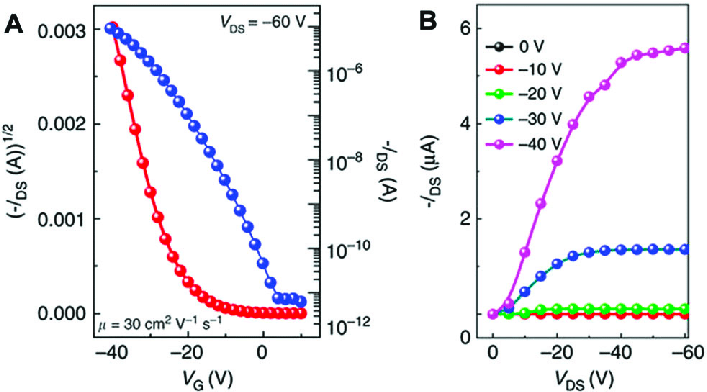 A
V_DS = −60 V
0.003
0.002
0.001
0.000
(-I_DS (A))^1/2
10^−6
10^−8
10^−10
10^−12
-I_DS (A)
μ = 30 cm² V⁻¹ s⁻¹
−40
−20
0
V_G (V)
B
0 V
−10 V
−20 V
−30 V
−40 V
6
4
2
0
-I_DS (μA)
0
-20
-40
-60
V_DS (V)